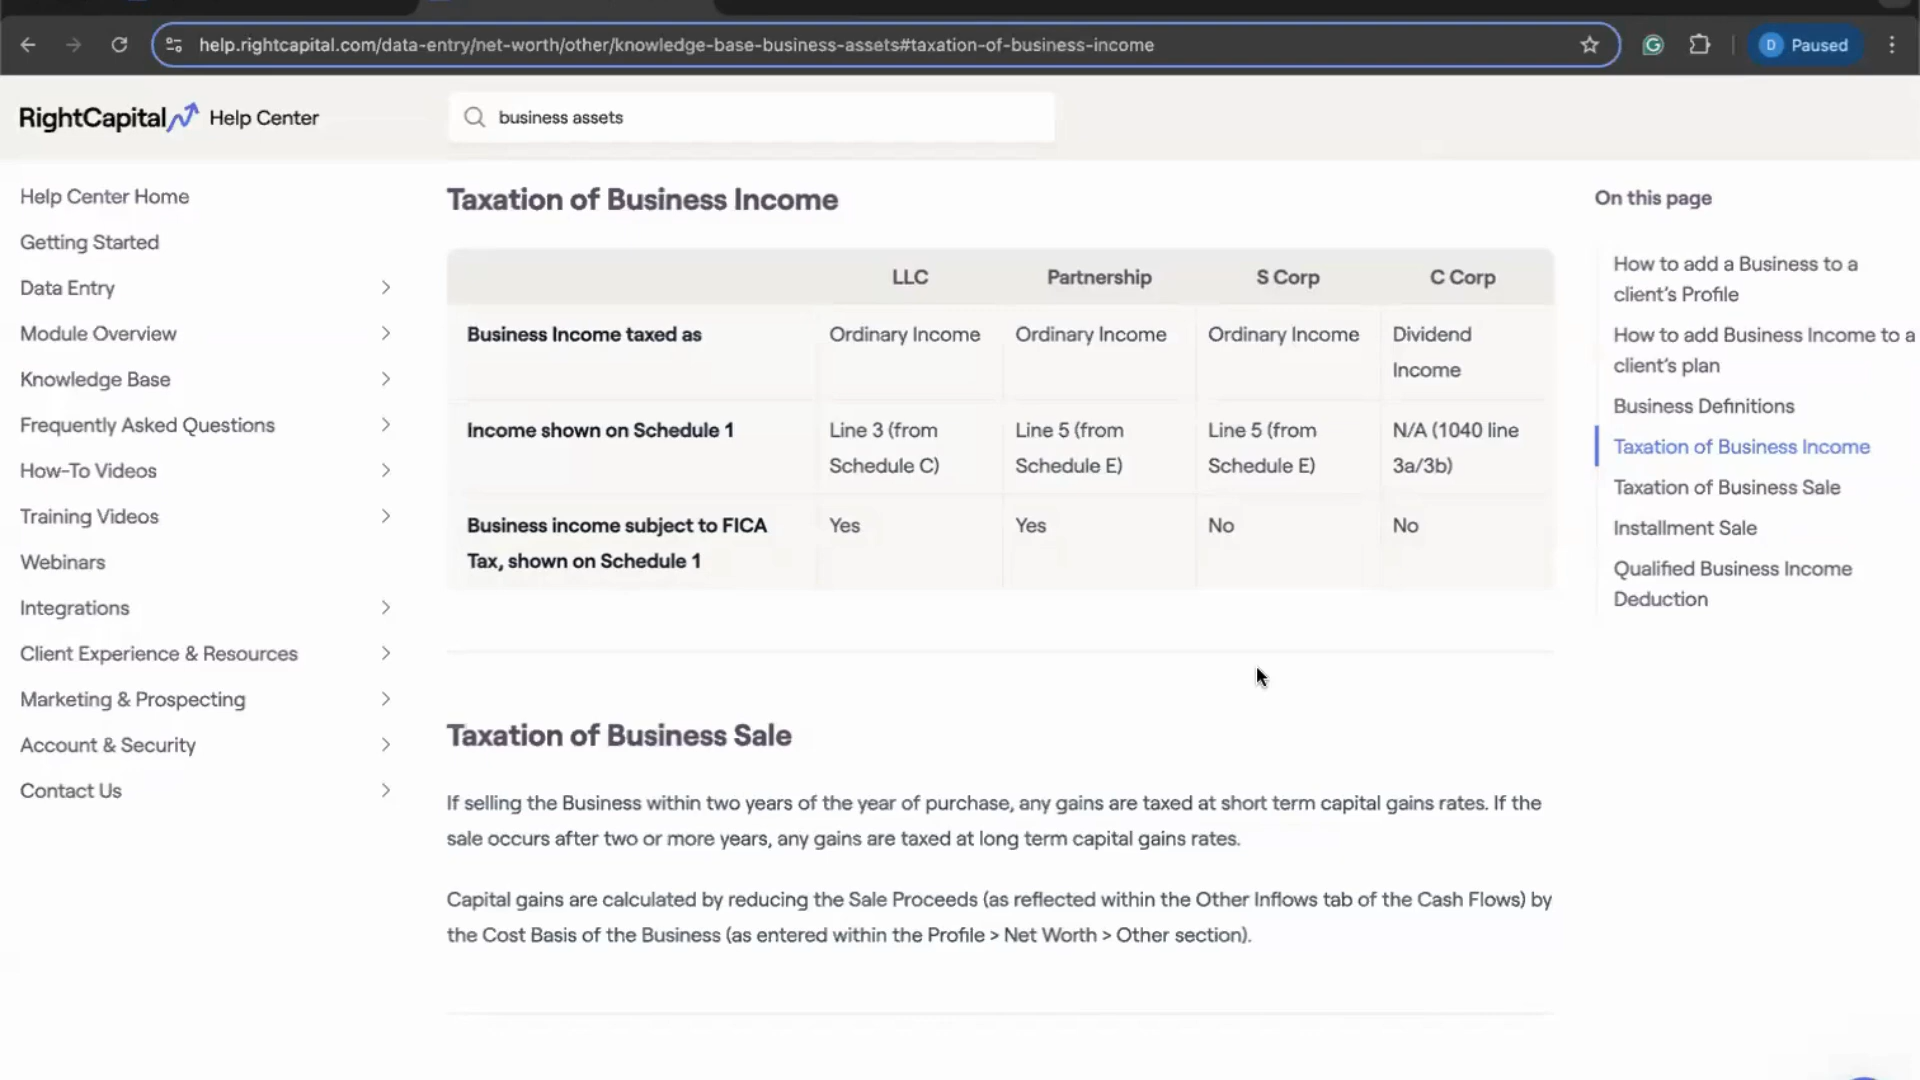 help.rightcapital.com/data-entry/net-worth/other/knowledge-base-business-assets#taxation-of-business-income
D Paused
RightCapital Help Center
business assets
Help Center Home
Getting Started
Data Entry
Module Overview
Knowledge Base
Frequently Asked Questions
How-To Videos
Training Videos
Webinars
Integrations
Client Experience & Resources
Marketing & Prospecting
Account & Security
Contact Us
Taxation of Business Income
LLC Partnership S Corp C Corp
Business Income taxed as Ordinary Income Ordinary Income Ordinary Income Dividend
Income
Income shown on Schedule 1 Line 3 (from Line 5 (from Line 5 (from N/A (1040 line
Schedule C) Schedule E) Schedule E) 3a/3b)
Business income subject to FICA Yes Yes No No
Tax, shown on Schedule 1
Taxation of Business Sale
If selling the Business within two years of the year of purchase, any gains are taxed at short term capital gains rates. If the
sale occurs after two or more years, any gains are taxed at long term capital gains rates.
Capital gains are calculated by reducing the Sale Proceeds (as reflected within the Other Inflows tab of the Cash Flows) by
the Cost Basis of the Business (as entered within the Profile > Net Worth > Other section).
On this page
How to add a Business to a
client's Profile
How to add Business Income to a
client's plan
Business Definitions
Taxation of Business Income
Taxation of Business Sale
Installment Sale
Qualified Business Income
Deduction